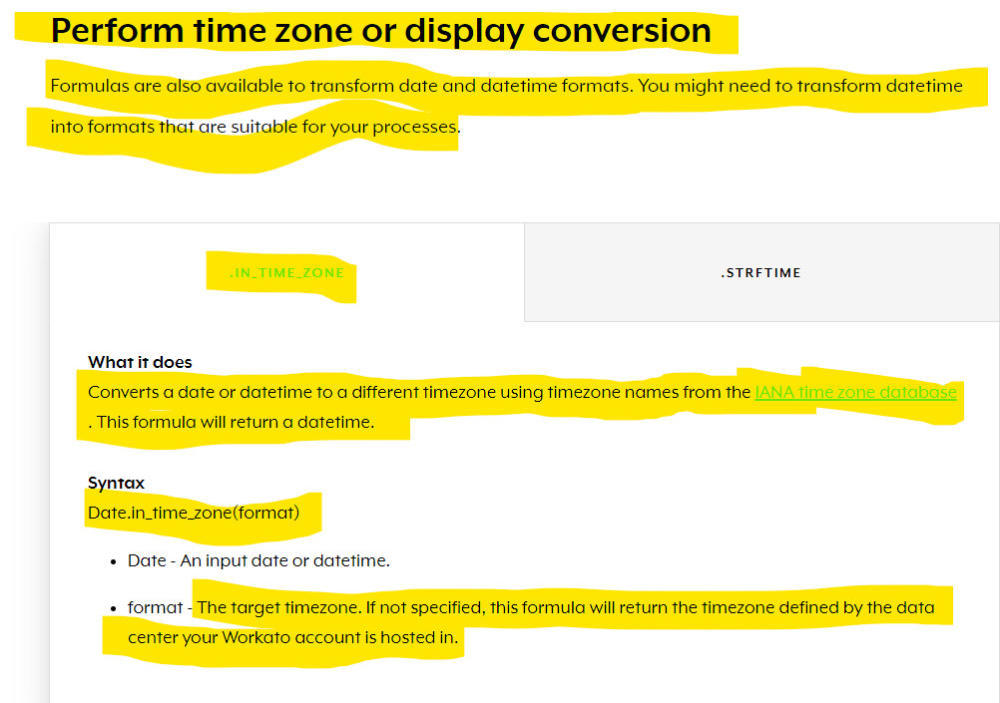 Perform time zone or display conversion
Formulas are also available to transform date and datetime formats. You might need to transform datetime
into formats that are suitable for your processes.
.IN_TIME_ZONE
.STRFTIME
What it does
Converts a date or datetime to a different timezone using timezone names from the IANA time zone database
. This formula will return a datetime.
Syntax
Date.in_time_zone(format)
• Date - An input date or datetime.
• format - The target timezone. If not specified, this formula will return the timezone defined by the data
center your Workato account is hosted in.